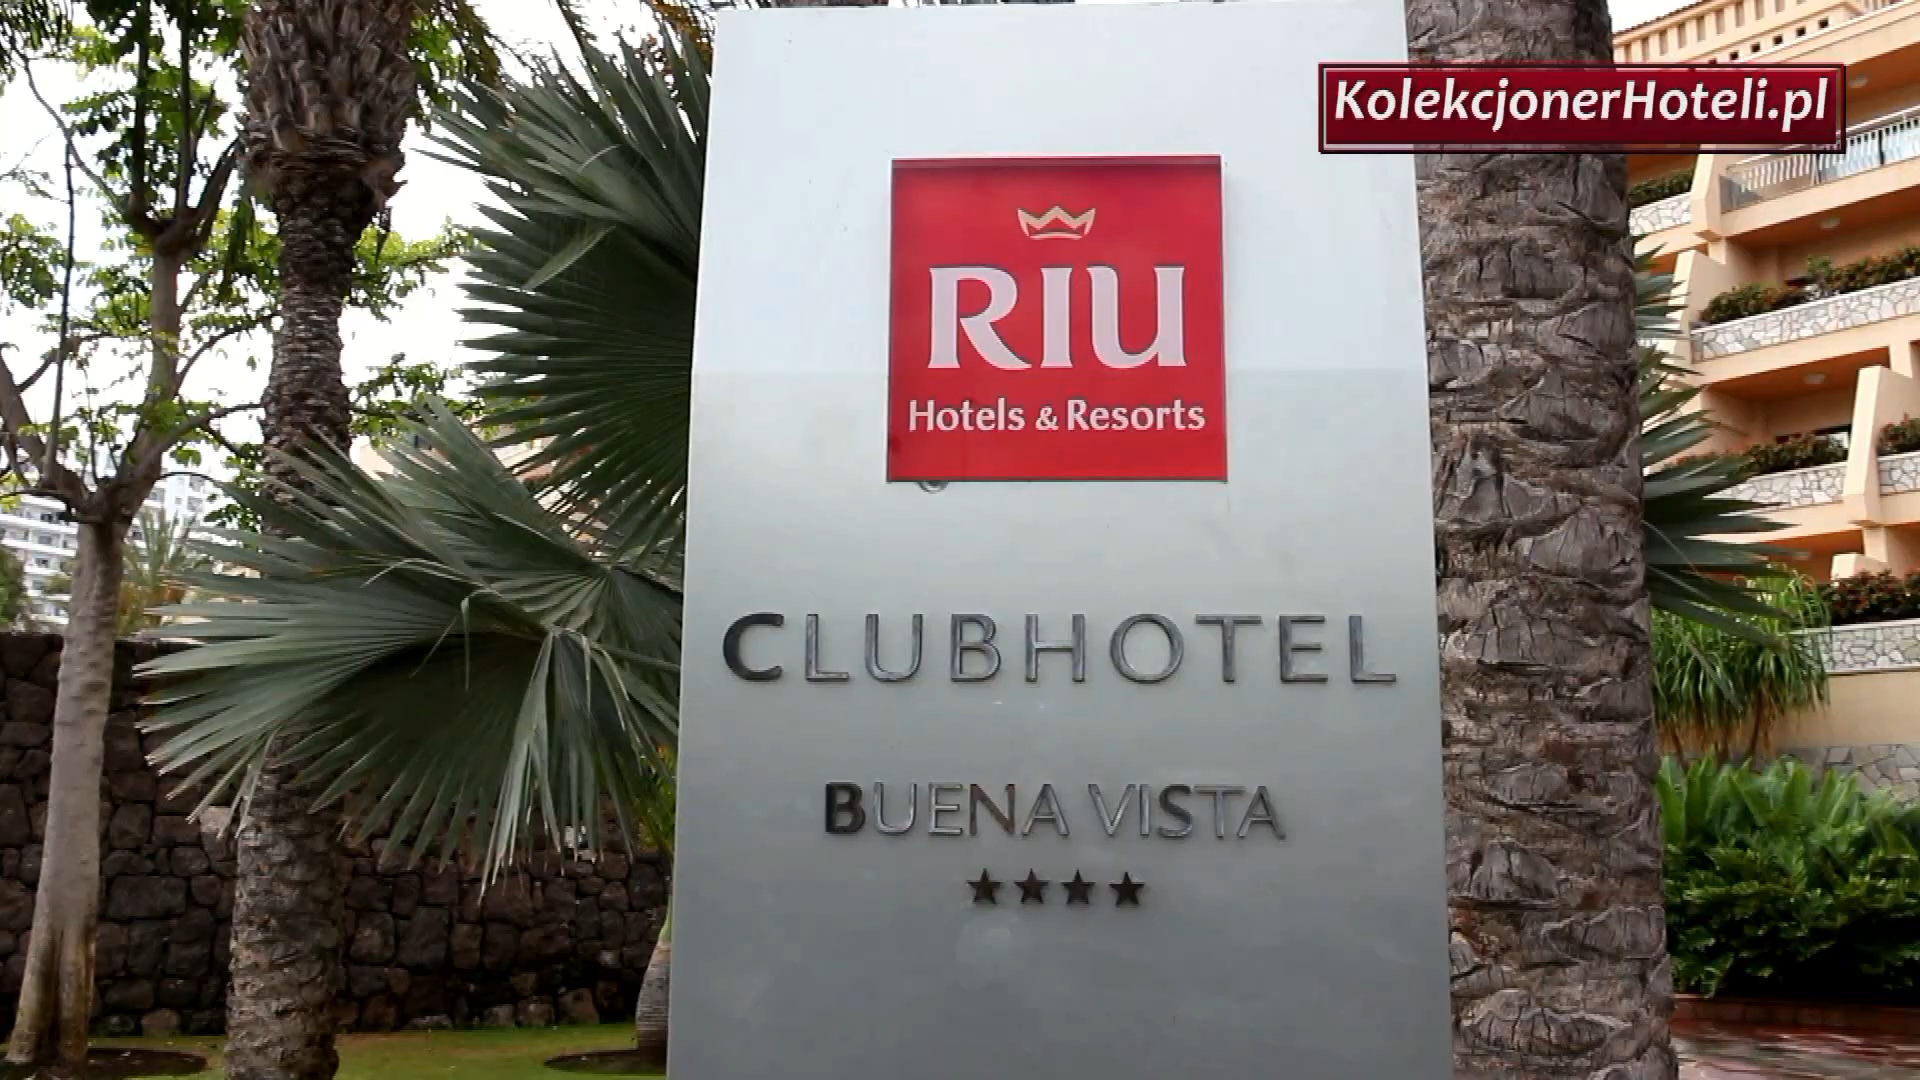 KolekcjonerHoteli.pl
RIU
Hotels & Resorts
CLUBHOTEL
BUENA VISTA